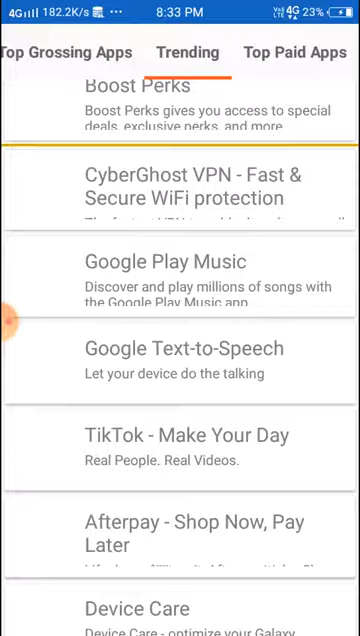 4G 182.2K/s ... 8:33 PM 4G 23%
Top Grossing Apps Trending Top Paid Apps
Boost Perks
Boost Perks gives you access to special
deals, exclusive perks, and more
CyberGhost VPN - Fast &
Secure WiFi protection
Google Play Music
Discover and play millions of songs with
the Google Play Music app
Google Text-to-Speech
Let your device do the talking
TikTok - Make Your Day
Real People. Real Videos.
Afterpay - Shop Now, Pay
Later
Device Care
Device Care - optimize your Galaxy